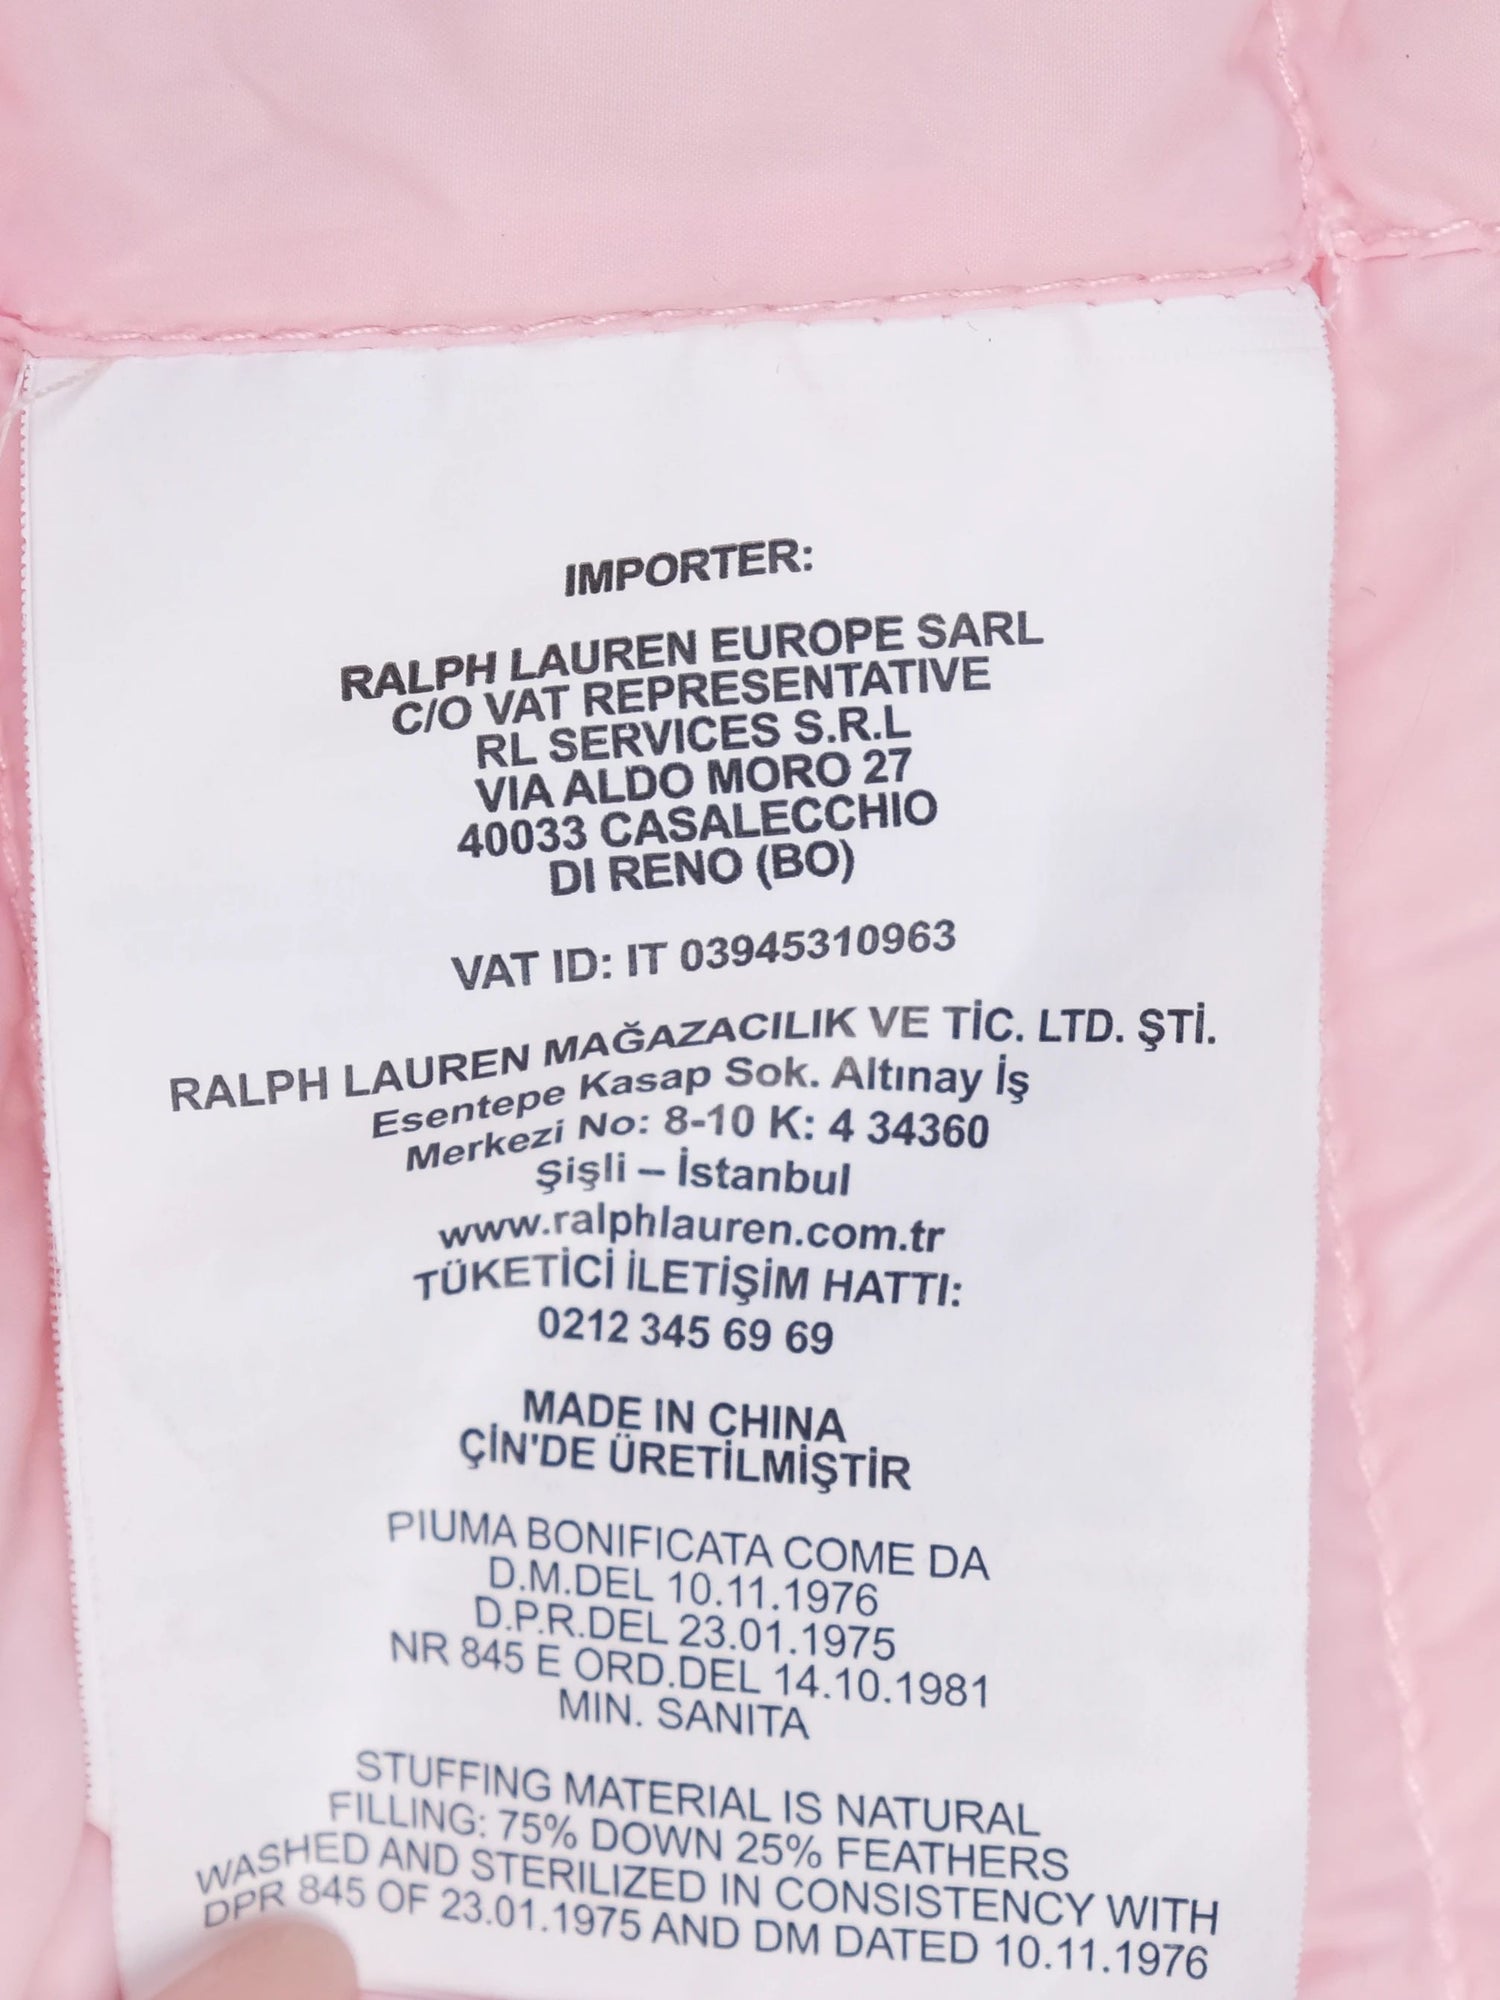 IMPORTER:
RALPH LAUREN EUROPE SARL
C/O VAT REPRESENTATIVE
RL SERVICES S.R.L
VIA ALDO MORO 27
40033 CASALECCHIO
DI RENO (BO)
VAT ID: IT 03945310963
RALPH LAUREN MAĞAZACILIK VE TİC. LTD. ŞTİ.
Esentepe Kasap Sok. Altınay İş
Merkezi No: 8-10 K: 4 34360
Şişli – İstanbul
www.ralphlauren.com.tr
TÜKETİCİ İLETİŞİM HATTI:
0212 345 69 69
MADE IN CHINA
ÇİN'DE ÜRETİLMİŞTİR
PIUMA BONIFICATA COME DA
D.M.DEL 10.11.1976
D.P.R.DEL 23.01.1975
NR 845 E ORD.DEL 14.10.1981
MIN. SANITA
STUFFING MATERIAL IS NATURAL
FILLING: 75% DOWN 25% FEATHERS
WASHED AND STERILIZED IN CONSISTENCY WITH
DPR 845 OF 23.01.1975 AND DM DATED 10.11.1976